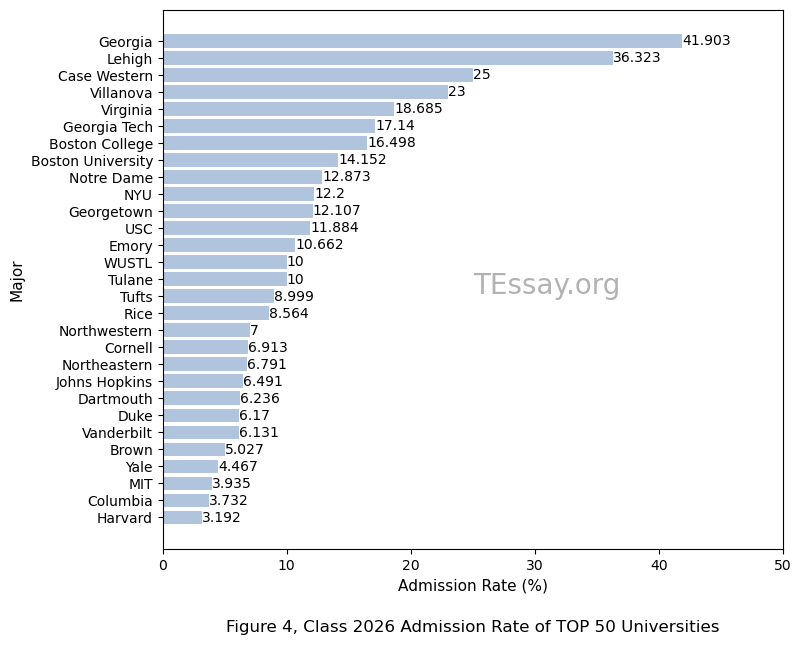 Georgia 41.903
Lehigh 36.323
Case Western 25
Villanova 23
Virginia 18.685
Georgia Tech 17.14
Boston College 16.498
Boston University 14.152
Notre Dame 12.873
NYU 12.2
Georgetown 12.107
USC 11.884
Emory 10.662
WUSTL 10
Tulane 10
Tufts 8.999
Rice 8.564
Northwestern 7
Cornell 6.913
Northeastern 6.791
Johns Hopkins 6.491
Dartmouth 6.236
Duke 6.17
Vanderbilt 6.131
Brown 5.027
Yale 4.467
MIT 3.935
Columbia 3.732
Harvard 3.192
Major
TEssay.org
0 10 20 30 40 50
Admission Rate (%)
Figure 4, Class 2026 Admission Rate of TOP 50 Universities